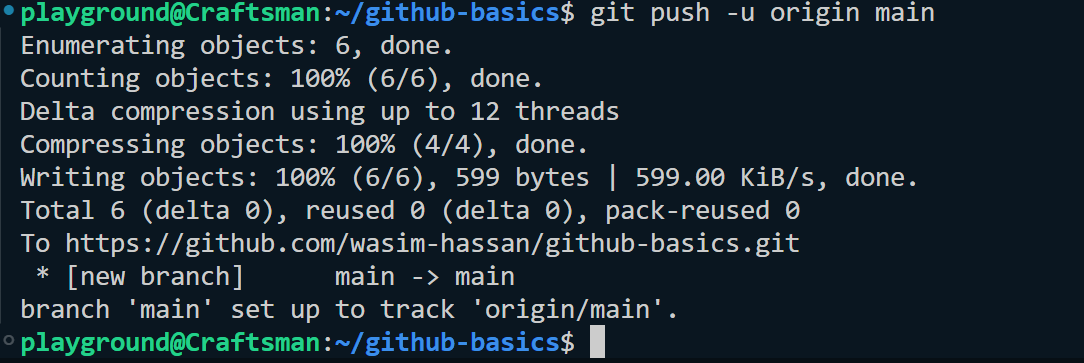 playground@Craftsman:~/github-basics$ git push -u origin main
Enumerating objects: 6, done.
Counting objects: 100% (6/6), done.
Delta compression using up to 12 threads
Compressing objects: 100% (4/4), done.
Writing objects: 100% (6/6), 599 bytes | 599.00 KiB/s, done.
Total 6 (delta 0), reused 0 (delta 0), pack-reused 0
To https://github.com/wasim-hassan/github-basics.git
 * [new branch]      main -> main
branch 'main' set up to track 'origin/main'.
playground@Craftsman:~/github-basics$